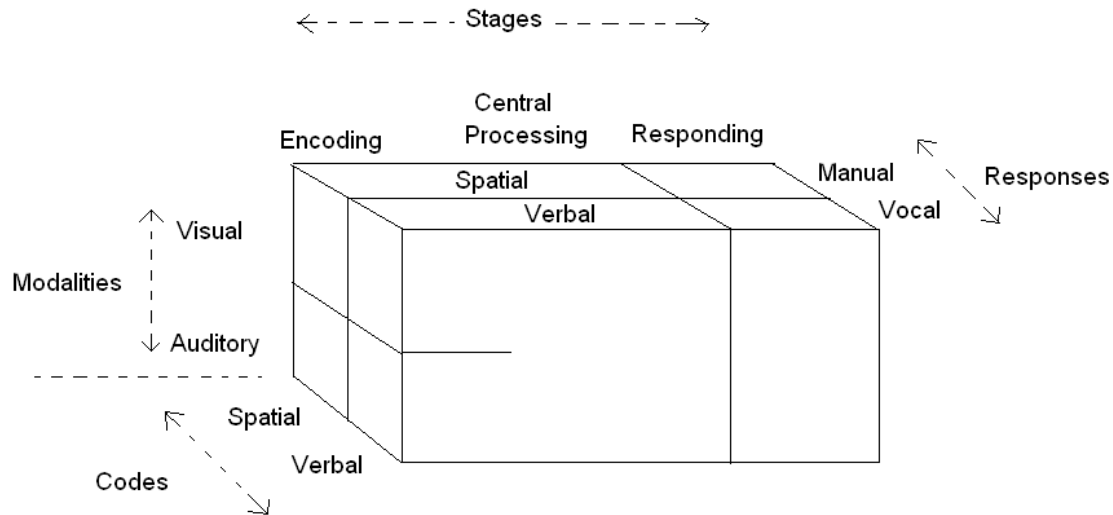 Stages
Central
Encoding Processing Responding
Spatial Manual Responses
Verbal Vocal
Visual
Modalities
Auditory
Spatial
Verbal
Codes